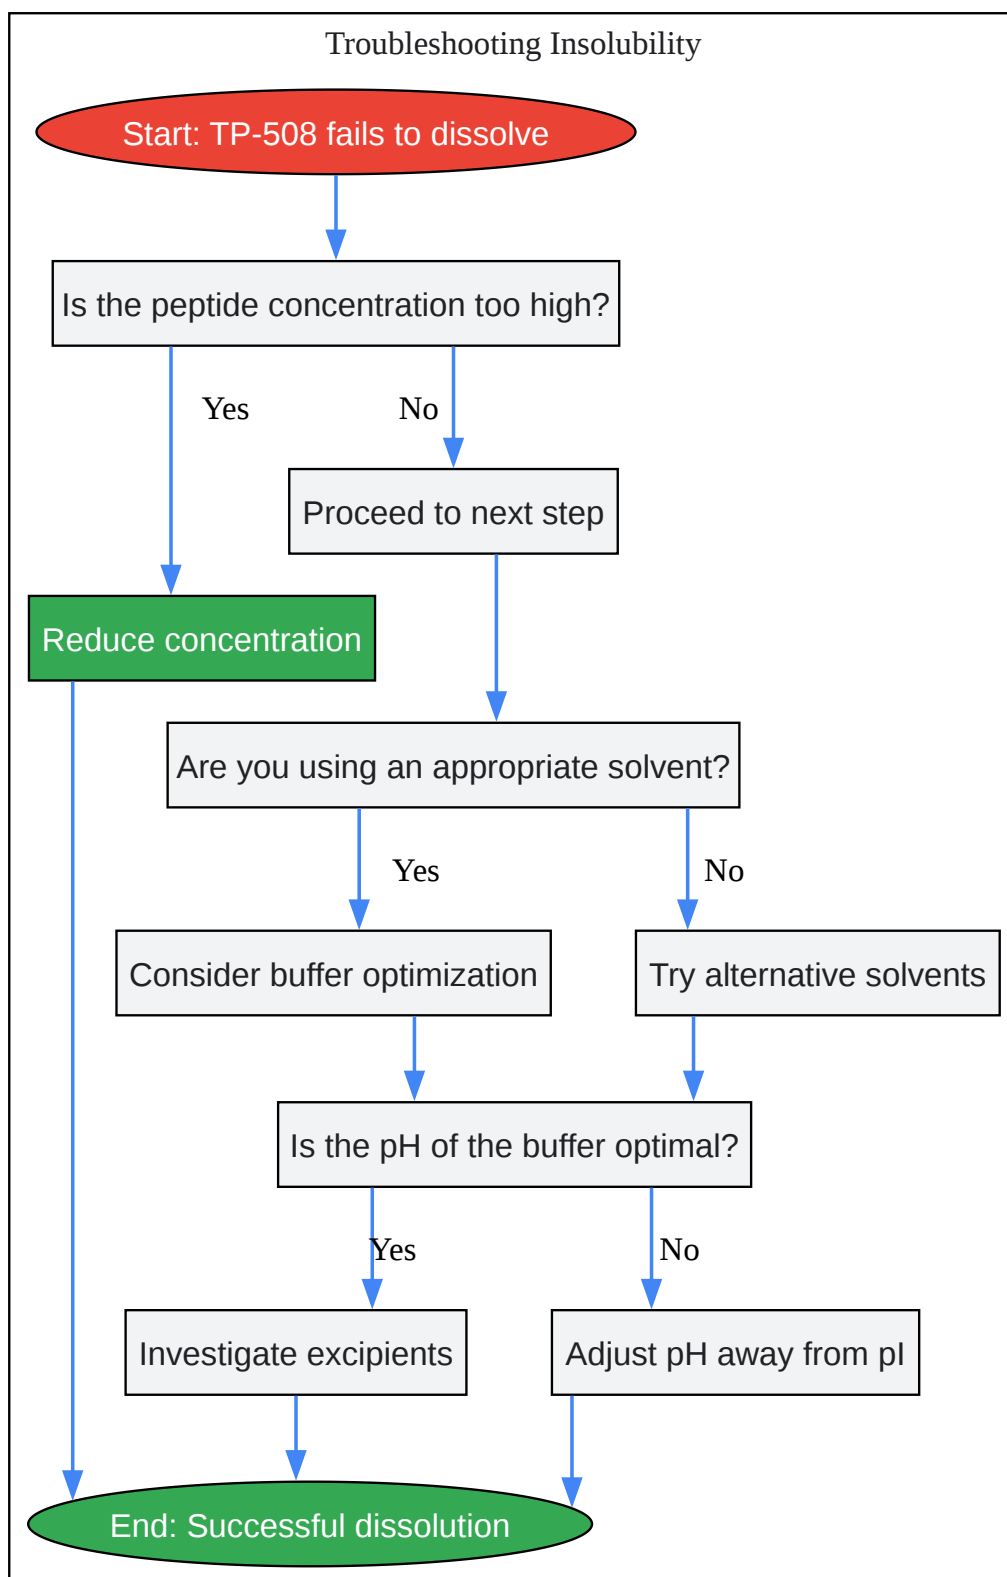 Troubleshooting Insolubility
Start: TP-508 fails to dissolve
Is the peptide concentration too high?
Yes
No
Proceed to next step
Reduce concentration
Are you using an appropriate solvent?
Yes
No
Consider buffer optimization
Try alternative solvents
Is the pH of the buffer optimal?
Yes
No
Investigate excipients
Adjust pH away from pI
End: Successful dissolution